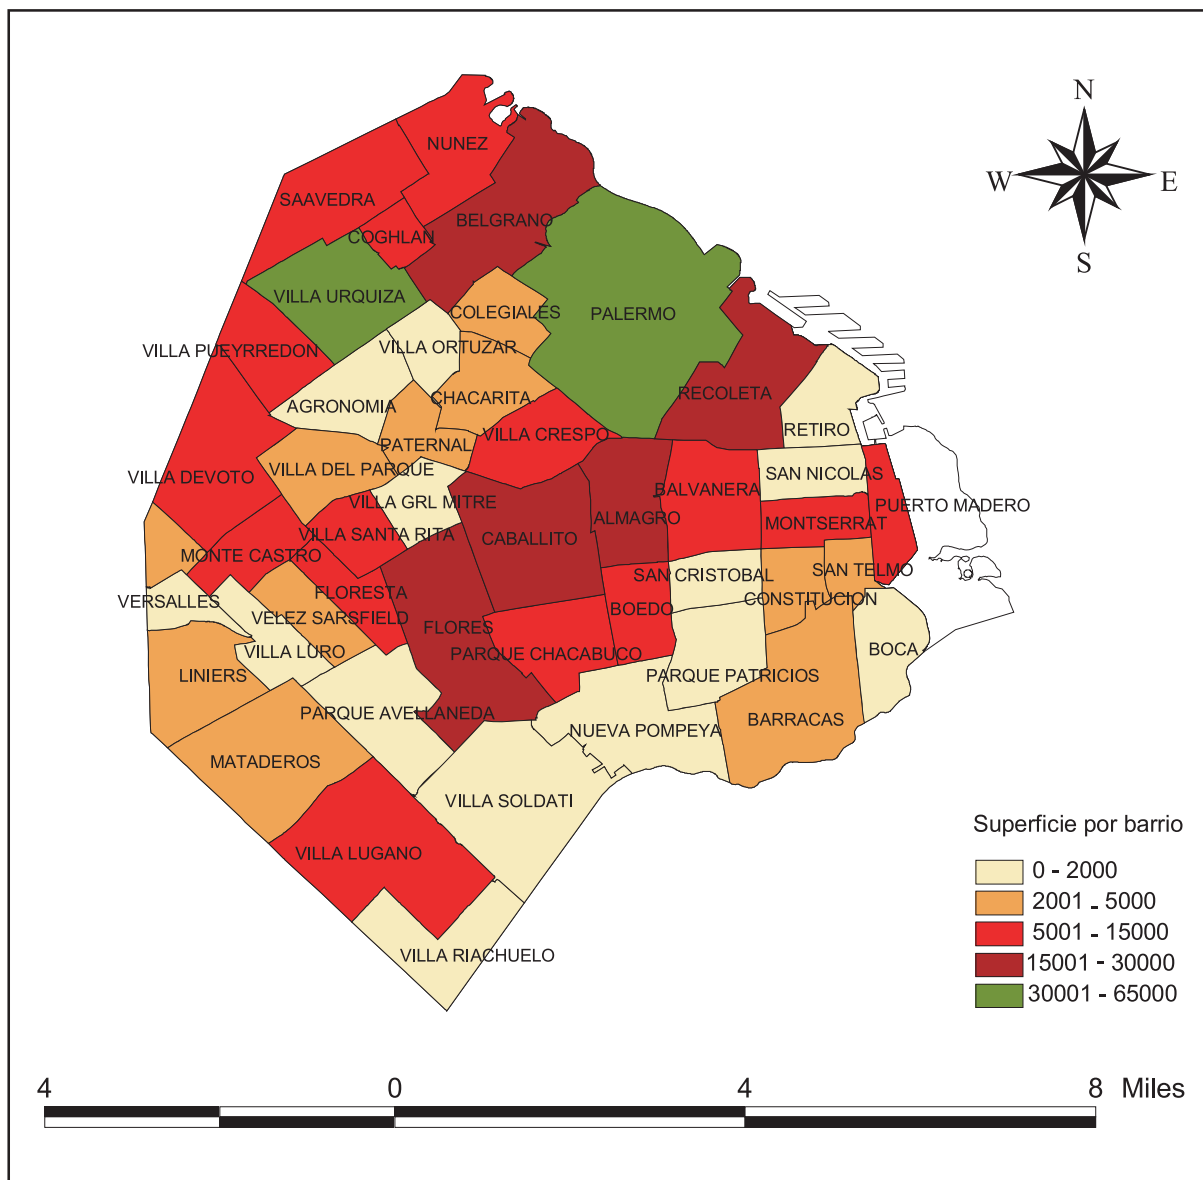 N
NUNEZ
W
E
SAAVEDRA
BELGRANO
COGHLAN
S
VILLA URQUIZA
COLEGIALES
PALERMO
VILLA ORTUZAR
VILLA PUEYRREDON
RECOLETA
CHACARITA
AGRONOMIA
RETIRO
VILLA CRESPO
PATERNAL
VILLA DEL PARQUE
SAN NICOLAS
VILLA DEVOTO
BALVANERA
VILLA GRL MITRE
PUERTO MADERO
ALMAGRO
MONTSERRAT
VILLA SANTA RITA
CABALLITO
MONTE CASTRO
SAN TELMO
SAN CRISTOBAL
FLORESTA
VERSALLES
CONSTITUCION
BOEDO
VELEZ SARSFIELD
FLORES
BOCA
VILLA LURO
PARQUE CHACABUCO
LINIERS
PARQUE PATRICIOS
PARQUE AVELLANEDA
BARRACAS
NUEVA POMPEYA
MATADEROS
VILLA SOLDATI
Superficie por barrio
VILLA LUGANO
0 - 2000
2001 - 5000
5001 - 15000
VILLA RIACHUELO
15001 - 30000
30001 - 65000
4 0 4 8 Miles